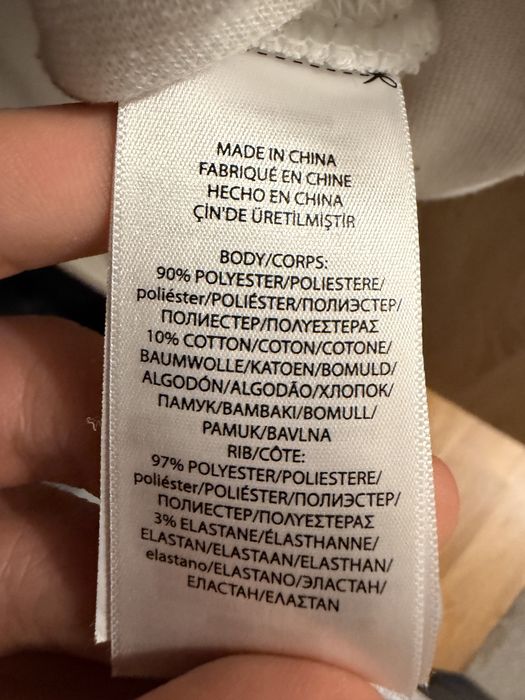 MADE IN CHINA
FABRIQUÉ EN CHINE
HECHO EN CHINA
ÇİN'DE ÜRETİLMİŞTİR
BODY/CORPS:
90% POLYESTER/POLIESTERE/
poliéster/POLIÉSTER/ПОЛИЭСТЕР/
ПОЛИЕСТЕР/ΠΟΛΥΕΣΤΕΡΑΣ
10% COTTON/COTON/COTONE/
BAUMWOLLE/KATOEN/BOMULD/
ALGODÓN/ALGODÃO/ХЛОПОК/
ПАМУК/ΒΑΜΒΑΚΙ/BOMULL/
PAMUK/BAVLNA
RIB/CÔTE:
97% POLYESTER/POLIESTERE/
poliéster/POLIÉSTER/ПОЛИЭСТЕР/
ПОЛИЕСТЕР/ΠΟΛΥΕΣΤΕΡΑΣ
3% ELASTANE/ÉLASTHANNE/
ELASTAN/ELASTAAN/ELASTHAN/
elastano/ELASTANO/ЭЛАСТАН/
ЕЛАСТАН/ΕΛΑΣΤΑΝ